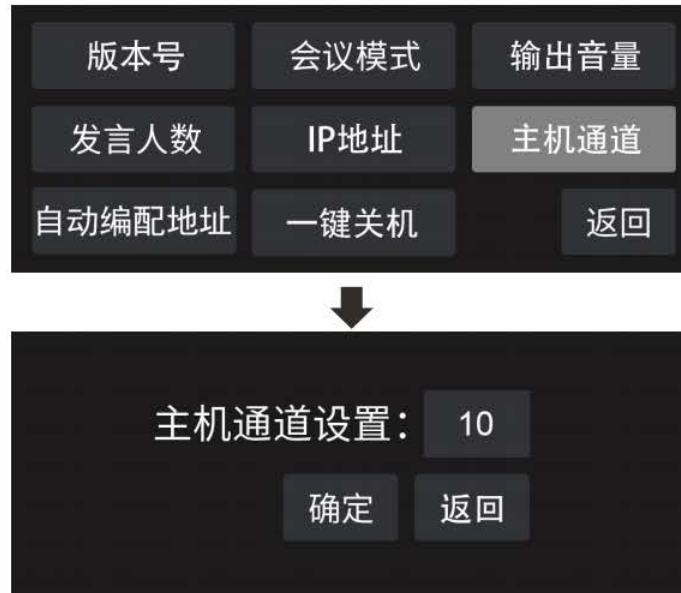 版本号 会议模式 输出音量
发言人数 IP地址 主机通道
自动编配地址 一键关机 返回
主机通道设置： 10
确定 返回